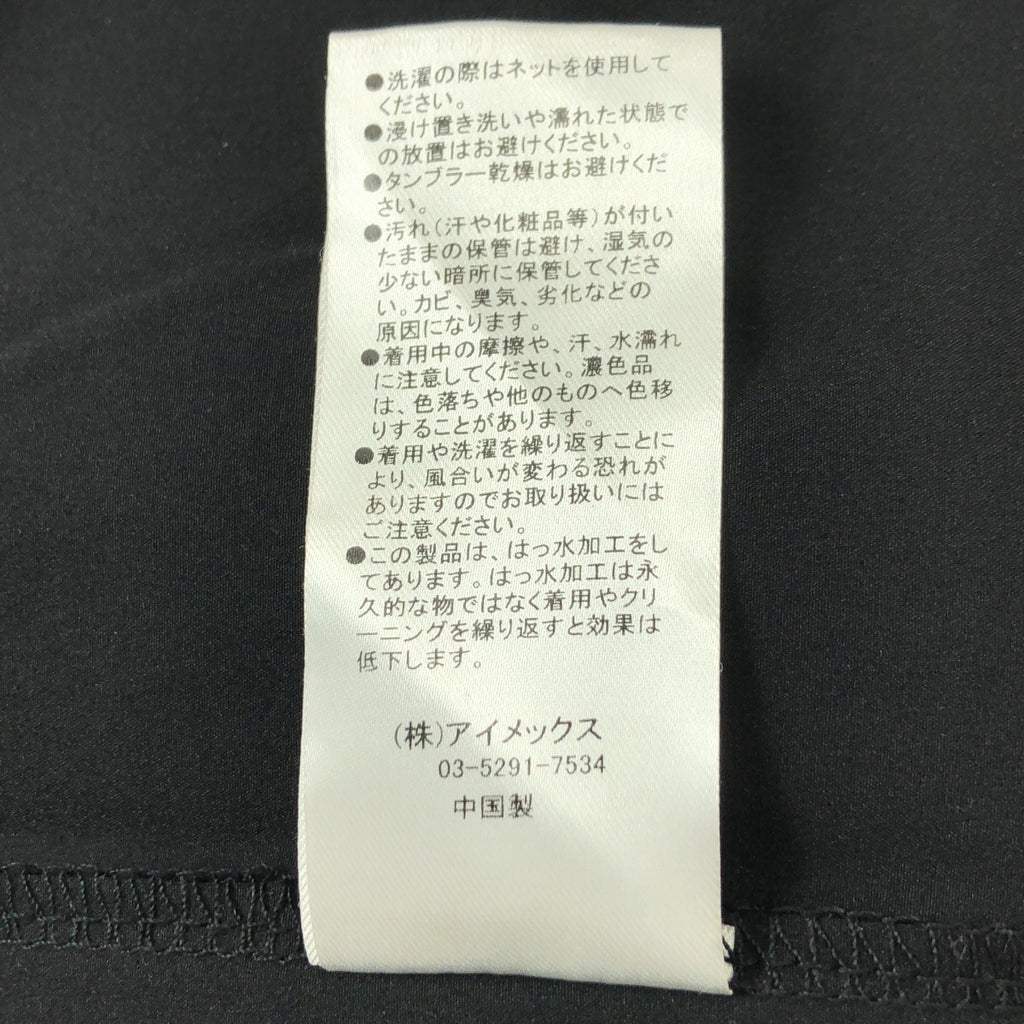 ●洗濯の際はネットを使用して
ください。
●浸け置き洗いや濡れた状態で
の放置はお避けください。
●タンブラー乾燥はお避けくだ
さい。
●汚れ(汗や化粧品等)が付い
たままの保管は避け、湿気の
少ない暗所に保管してくださ
い。カビ、臭気、劣化などの
原因になります。
●着用中の摩擦や、汗、水濡れ
に注意してください。濃色品
は、色落ちや他のものへ色移
りすることがあります。
●着用や洗濯を繰り返すことに
より、風合いが変わる恐れが
ありますのでお取り扱いには
ご注意ください。
●この製品は、はっ水加工をし
てあります。はっ水加工は永
久的な物ではなく着用やクリ
ーニングを繰り返すと効果は
低下します。
(株)アイメックス
03-5291-7534
中国製